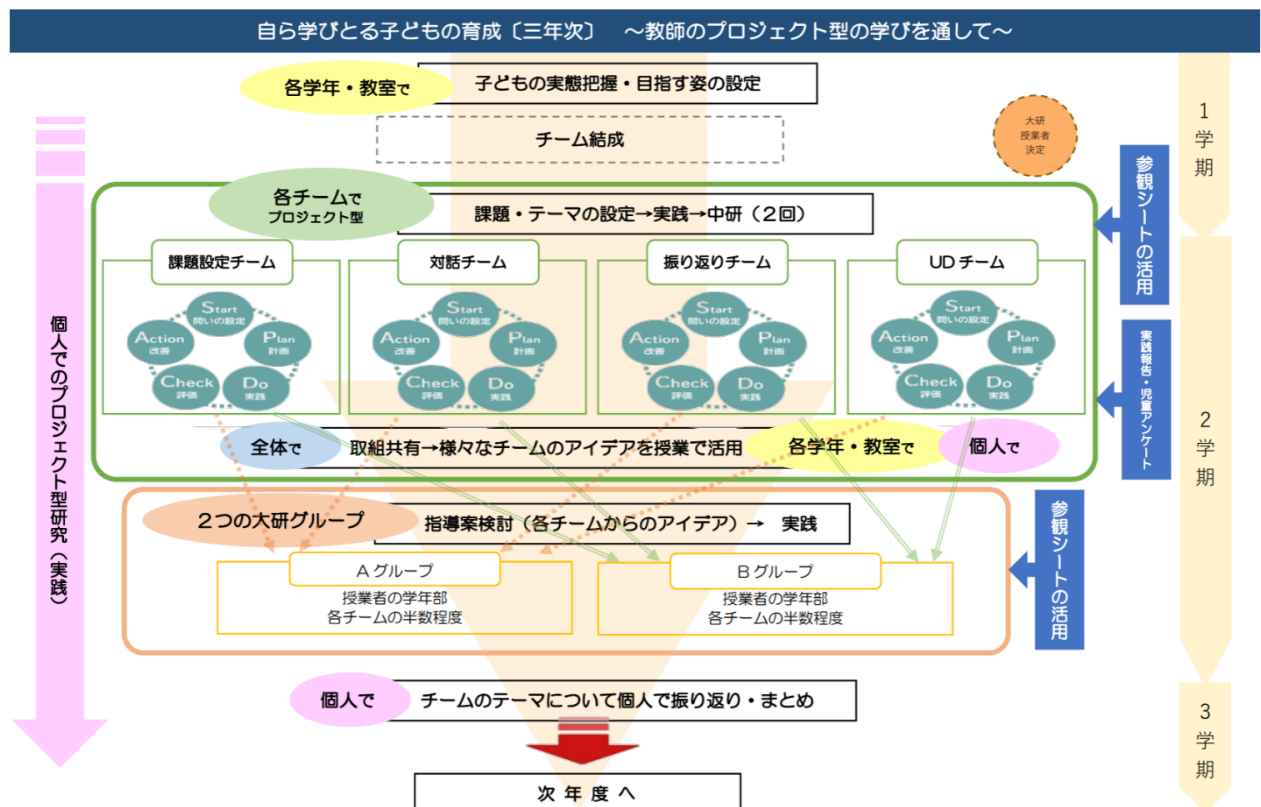 自ら学びとる子どもの育成〔三年次〕 ～教師のプロジェクト型の学びを通して～
各学年・教室で
子どもの実態把握・目指す姿の設定
チーム結成
大研
授業者
決定
1学期
各チームで
プロジェクト型
課題・テーマの設定→実践→中研（２回）
参観シートの活用
課題設定チーム
対話チーム
振り返りチーム
UDチーム
Start
問いの設定
Plan
計画
Do
実践
Check
評価
Action
改善
Start
問いの設定
Plan
計画
Do
実践
Check
評価
Action
改善
Start
問いの設定
Plan
計画
Do
実践
Check
評価
Action
改善
Start
問いの設定
Plan
計画
Do
実践
Check
評価
Action
改善
実践報告・児童アンケート
個人でのプロジェクト型研究（実践）
2学期
全体で
取組共有→様々なチームのアイデアを授業で活用
各学年・教室で
個人で
２つの大研グループ
指導案検討（各チームからのアイデア）→ 実践
参観シートの活用
Aグループ
授業者の学年部
各チームの半数程度
Bグループ
授業者の学年部
各チームの半数程度
個人で
チームのテーマについて個人で振り返り・まとめ
3学期
次年度へ